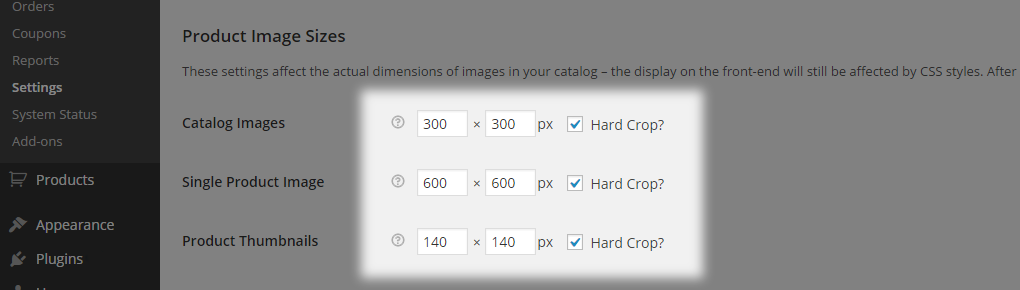 Orders
Coupons
Reports
Settings
System Status
Add-ons
Products
Appearance
Plugins
Product Image Sizes
These settings affect the actual dimensions of images in your catalog – the display on the front-end will still be affected by CSS styles. After
Catalog Images 300 × 300 px Hard Crop?
Single Product Image 600 × 600 px Hard Crop?
Product Thumbnails 140 × 140 px Hard Crop?